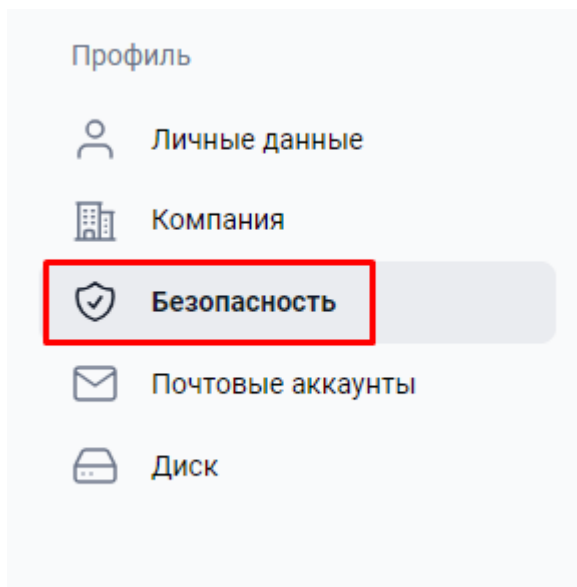 Профиль
Личные данные
Компания
Безопасность
Почтовые аккаунты
Диск